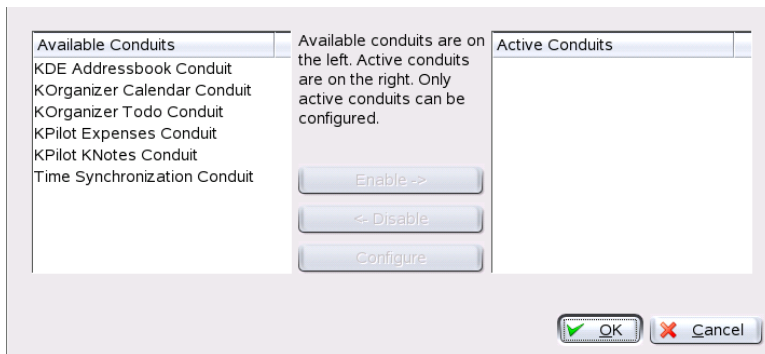 Available Conduits
KDE Addressbook Conduit
KOrganizer Calendar Conduit
KOrganizer Todo Conduit
KPilot Expenses Conduit
KPilot KNotes Conduit
Time Synchronization Conduit
Available conduits are on
the left. Active conduits
are on the right. Only
active conduits can be
configured.
Enable ->
<- Disable
Configure
Active Conduits
OK
Cancel